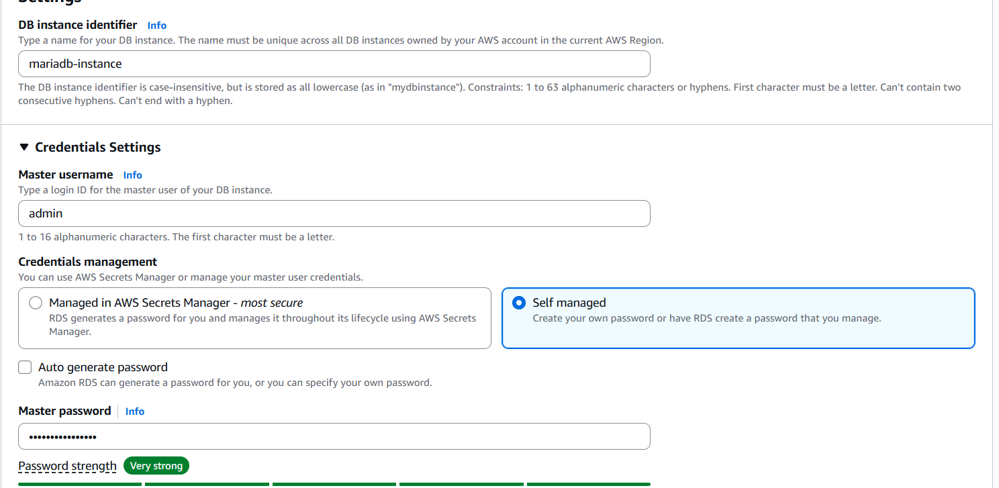 Settings
DB instance identifier Info
Type a name for your DB instance. The name must be unique across all DB instances owned by your AWS account in the current AWS Region.
mariadb-instance
The DB instance identifier is case-insensitive, but is stored as all lowercase (as in "mydbinstance"). Constraints: 1 to 63 alphanumeric characters or hyphens. First character must be a letter. Can't contain two
consecutive hyphens. Can't end with a hyphen.
Credentials Settings
Master username Info
Type a login ID for the master user of your DB instance.
admin
1 to 16 alphanumeric characters. The first character must be a letter.
Credentials management
You can use AWS Secrets Manager or manage your master user credentials.
Managed in AWS Secrets Manager - most secure
RDS generates a password for you and manages it throughout its lifecycle using AWS Secrets
Manager.
Self managed
Create your own password or have RDS create a password that you manage.
Auto generate password
Amazon RDS can generate a password for you, or you can specify your own password.
Master password Info
••••••••••••••••
Password strength Very strong